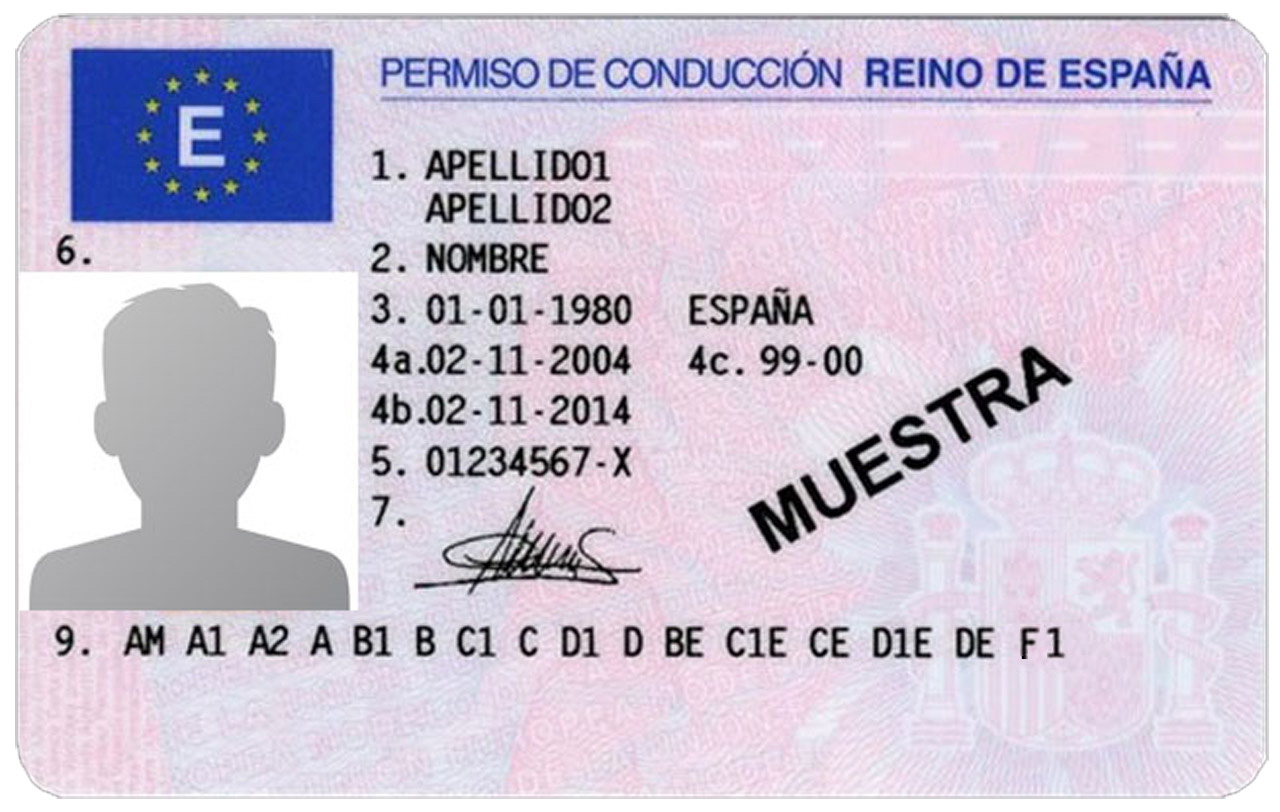 PERMISO DE CONDUCCIÓN REINO DE ESPAÑA
E
1. APELLIDO1
APELLIDO2
6.
2. NOMBRE
3. 01-01-1980 ESPAÑA
4a.02-11-2004 4c. 99-00
4b.02-11-2014
5. 01234567-X
7.
MUESTRA
9. AM A1 A2 A B1 B C1 C D1 D BE C1E CE D1E DE F1